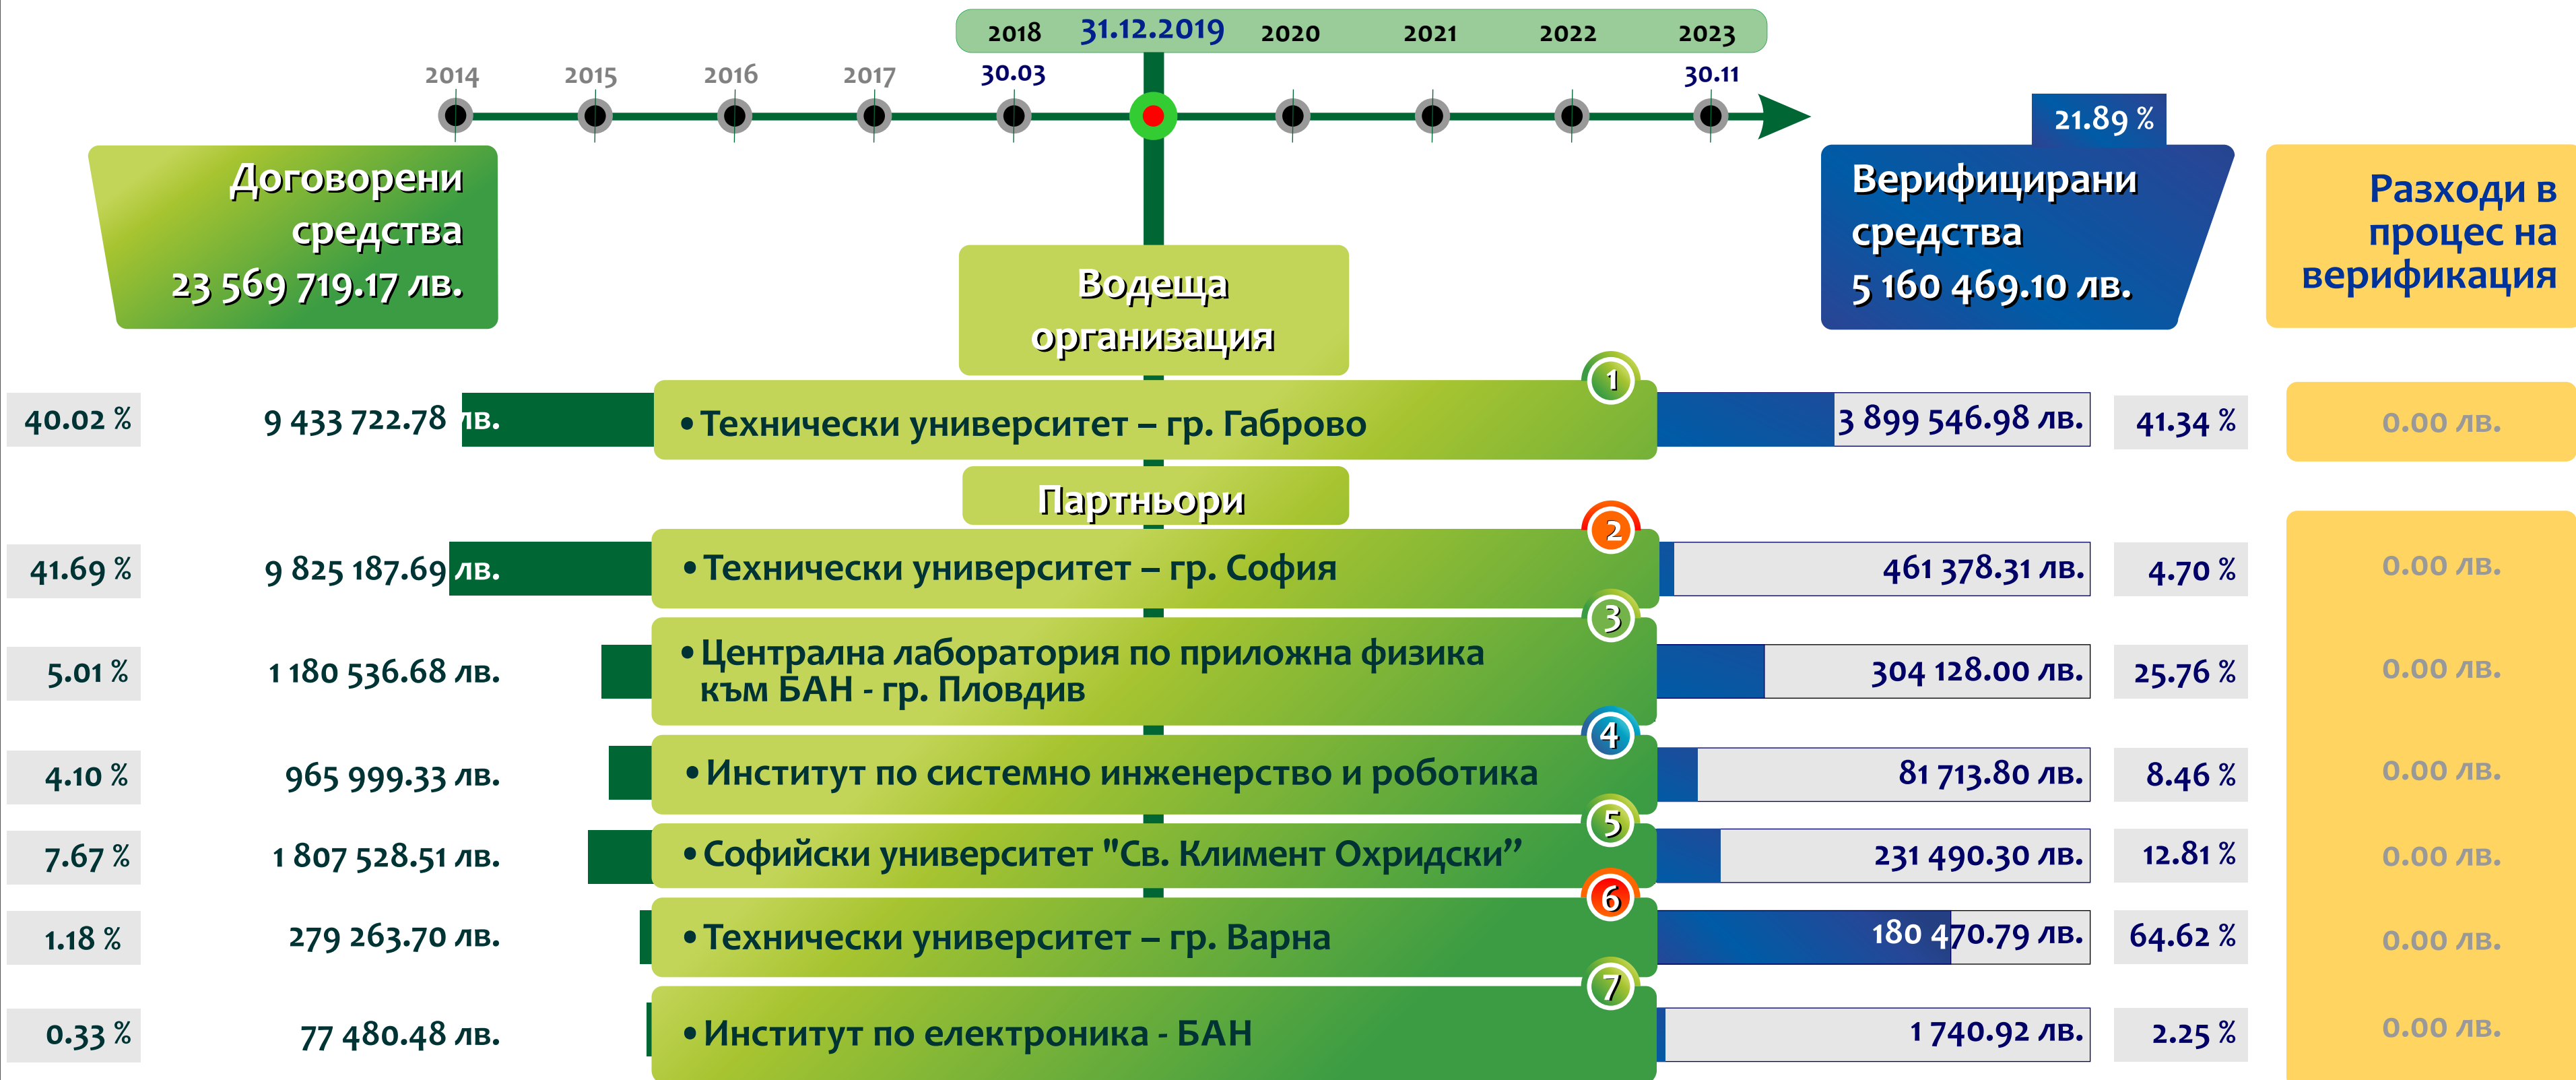 2018 31.12.2019 2020 2021 2022 2023
2014 2015 2016 2017 30.03 30.11
21.89 %
Договорени
средства
23 569 719.17 лв.
Верифицирани
средства
5 160 469.10 лв.
Разходи в
процес на
верификация
Водеща
организация
1
40.02 % 9 433 722.78 лв. • Технически университет – гр. Габрово 3 899 546.98 лв. 41.34 % 0.00 лв.
Партньори
2
41.69 % 9 825 187.69 лв. • Технически университет – гр. София 461 378.31 лв. 4.70 % 0.00 лв.
3
5.01 % 1 180 536.68 лв. • Централна лаборатория по приложна физика
към БАН - гр. Пловдив 304 128.00 лв. 25.76 % 0.00 лв.
4
4.10 % 965 999.33 лв. • Институт по системно инженерство и роботика 81 713.80 лв. 8.46 % 0.00 лв.
5
7.67 % 1 807 528.51 лв. • Софийски университет "Св. Климент Охридски” 231 490.30 лв. 12.81 % 0.00 лв.
6
1.18 % 279 263.70 лв. • Технически университет – гр. Варна 180 470.79 лв. 64.62 % 0.00 лв.
7
0.33 % 77 480.48 лв. • Институт по електроника - БАН 1 740.92 лв. 2.25 % 0.00 лв.